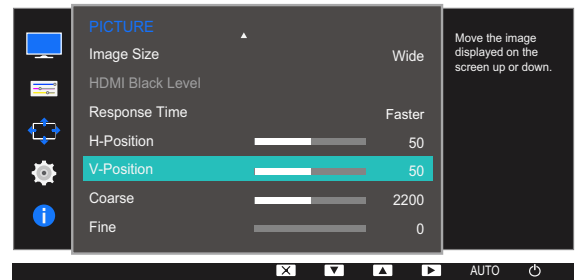 PICTURE
Image Size Wide
HDMI Black Level
Response Time Faster
H-Position 50
V-Position 50
Coarse 2200
Fine 0
Move the image
displayed on the
screen up or down.
AUTO